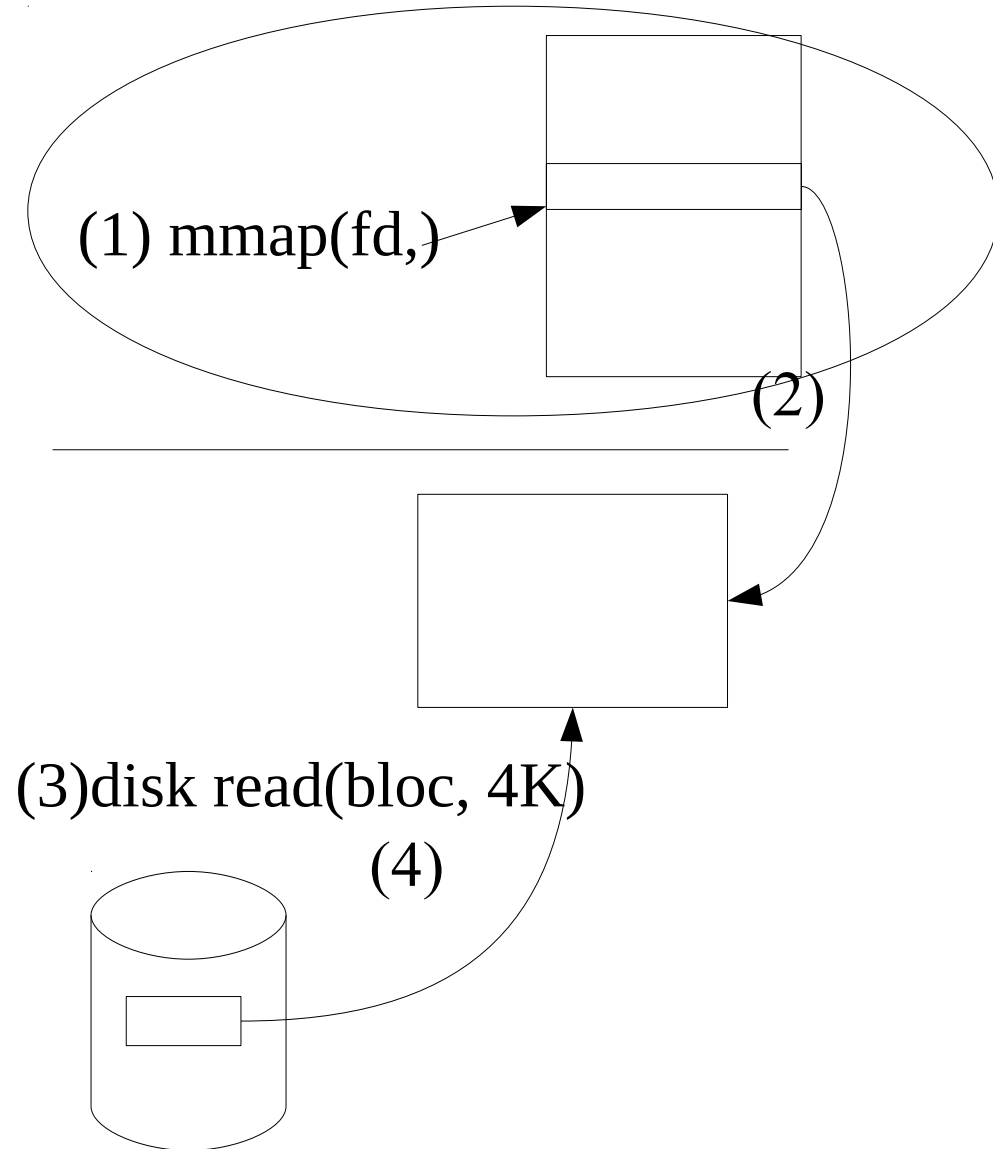 (1) mmap(fd,)
(2)
(3)disk read(bloc, 4K)
(4)